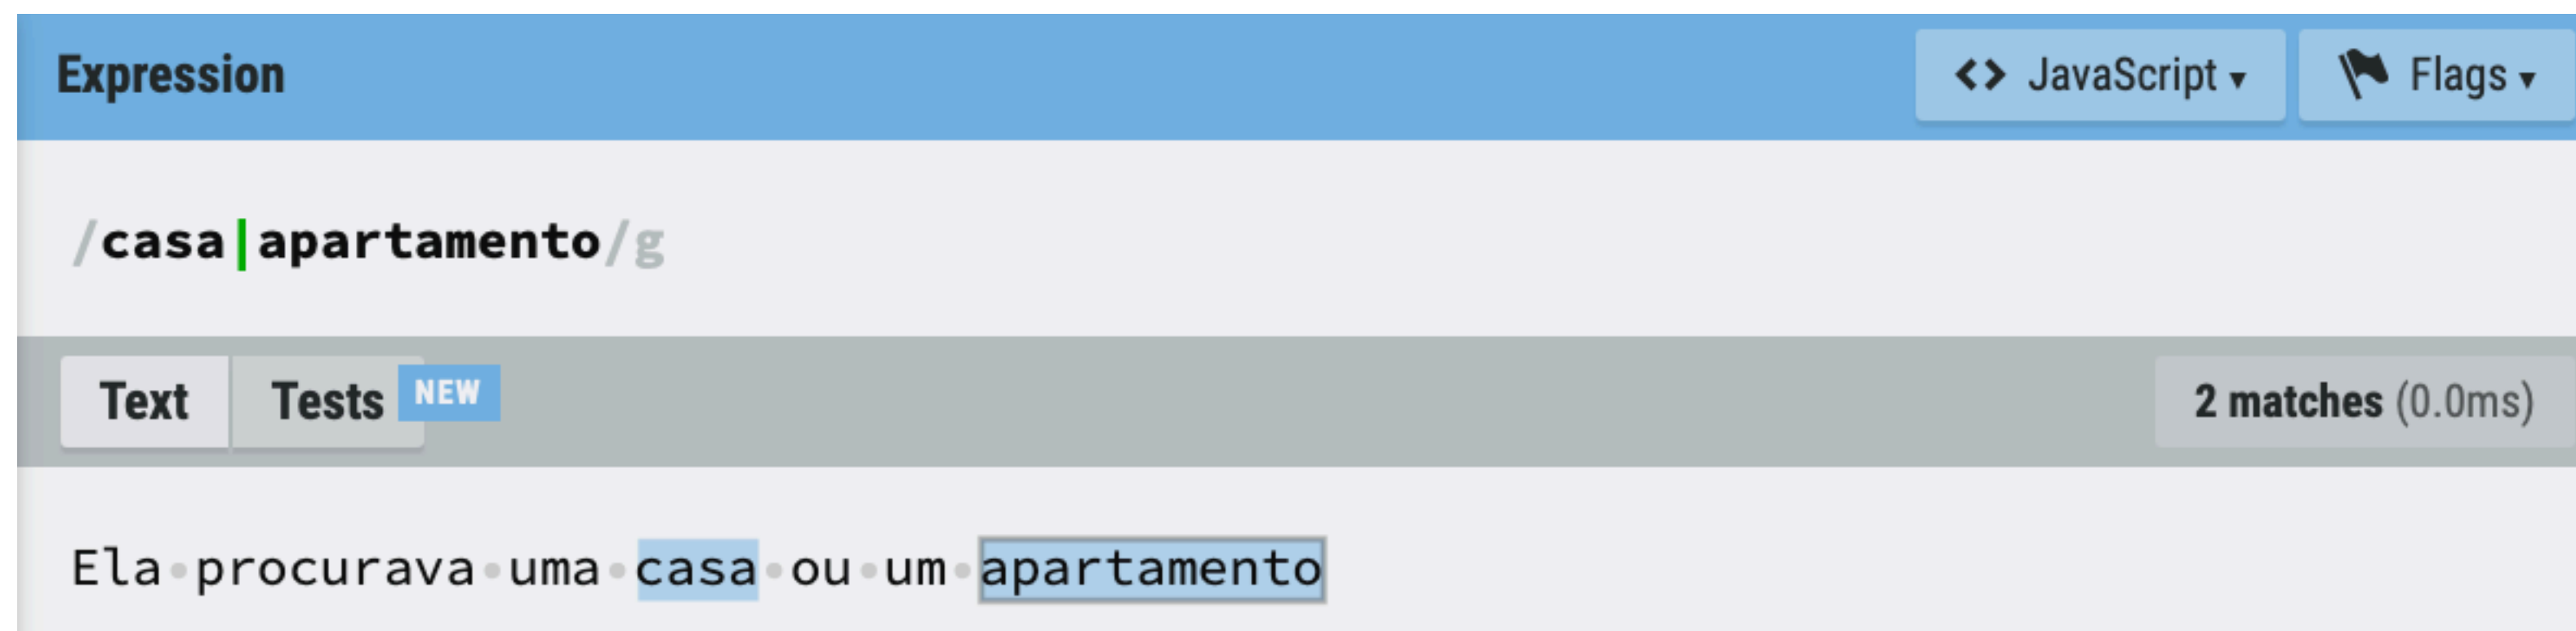 Expression <> JavaScript ▾ Flags ▾
/casa|apartamento/g
Text Tests NEW 2 matches (0.0ms)
Ela•procurava•uma•casa•ou•um•apartamento